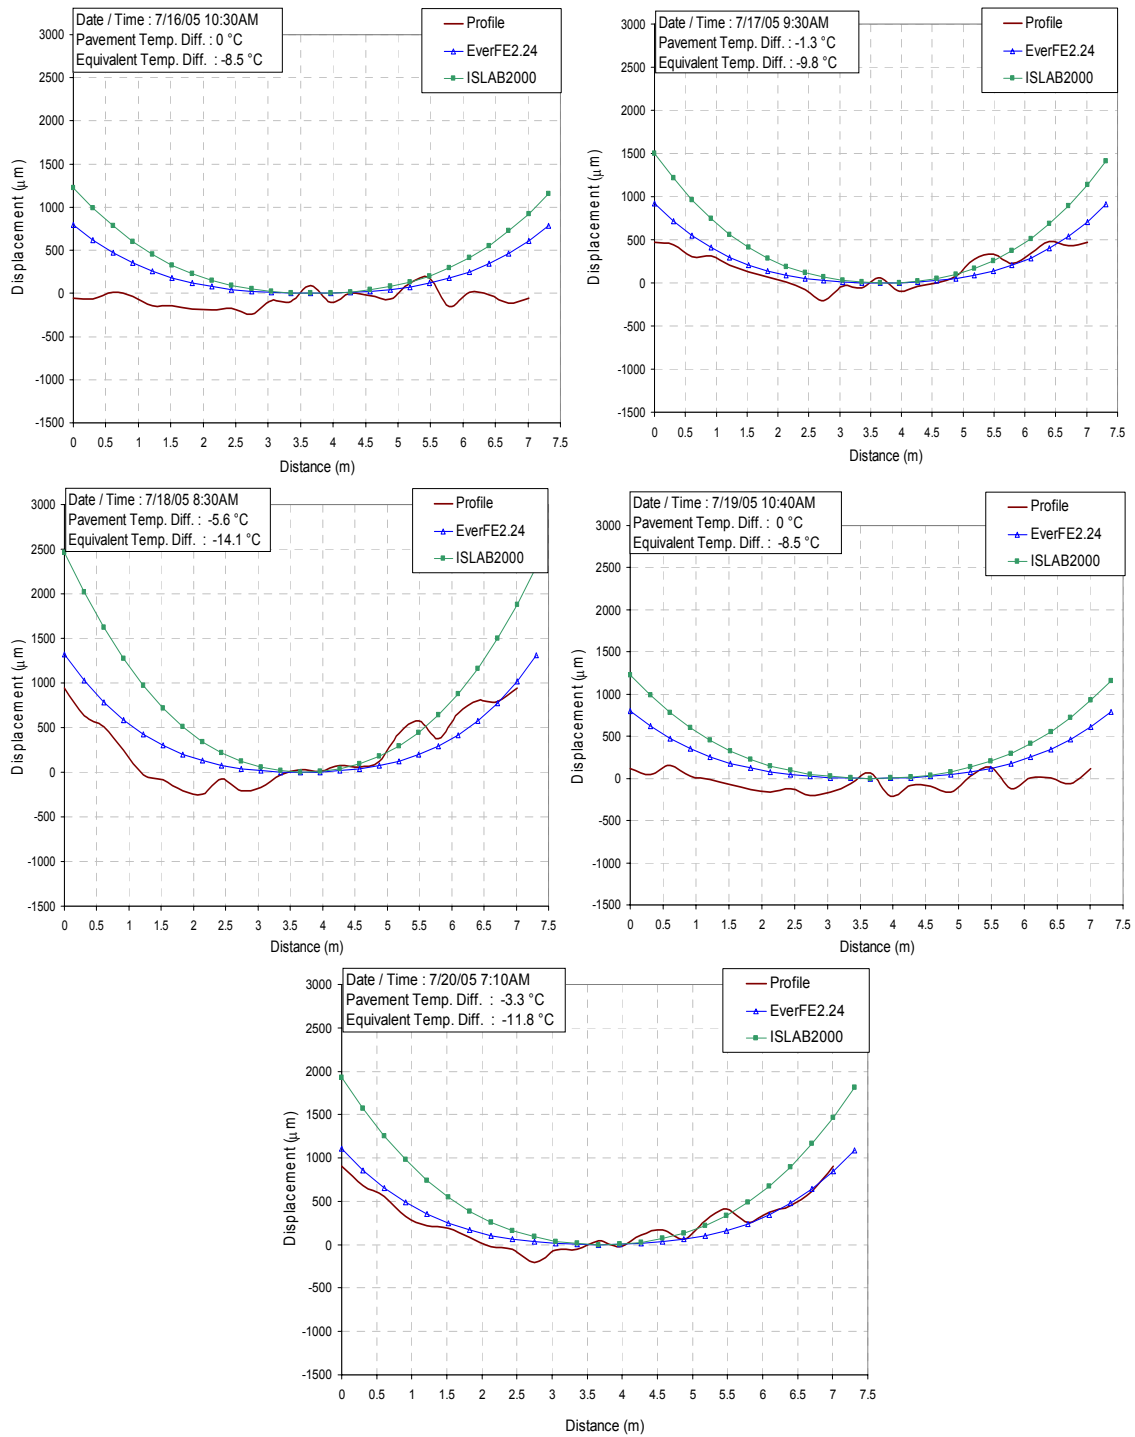 Date / Time : 7/16/05 10:30AM
Pavement Temp. Diff. : 0 °C
Equivalent Temp. Diff. : -8.5 °C
Profile
EverFE2.24
ISLAB2000
3000
2500
2000
1500
1000
500
0
-500
-1000
-1500
Displacement (μm)
0 0.5 1 1.5 2 2.5 3 3.5 4 4.5 5 5.5 6 6.5 7 7.5
Distance (m)
Date / Time : 7/17/05 9:30AM
Pavement Temp. Diff. : -1.3 °C
Equivalent Temp. Diff. : -9.8 °C
Profile
EverFE2.24
ISLAB2000
3000
2500
2000
1500
1000
500
0
-500
-1000
-1500
Displacement (μm)
0 0.5 1 1.5 2 2.5 3 3.5 4 4.5 5 5.5 6 6.5 7 7.5
Distance (m)
Date / Time : 7/18/05 8:30AM
Pavement Temp. Diff. : -5.6 °C
Equivalent Temp. Diff. : -14.1 °C
Profile
EverFE2.24
ISLAB2000
3000
2500
2000
1500
1000
500
0
-500
-1000
-1500
Displacement (μm)
0 0.5 1 1.5 2 2.5 3 3.5 4 4.5 5 5.5 6 6.5 7 7.5
Distance (m)
Date / Time : 7/19/05 10:40AM
Pavement Temp. Diff. : 0 °C
Equivalent Temp. Diff. : -8.5 °C
Profile
EverFE2.24
ISLAB2000
3000
2500
2000
1500
1000
500
0
-500
-1000
-1500
Displacement (μm)
0 0.5 1 1.5 2 2.5 3 3.5 4 4.5 5 5.5 6 6.5 7 7.5
Distance (m)
Date / Time : 7/20/05 7:10AM
Pavement Temp. Diff. : -3.3 °C
Equivalent Temp. Diff. : -11.8 °C
Profile
EverFE2.24
ISLAB2000
3000
2500
2000
1500
1000
500
0
-500
-1000
-1500
Displacement (μm)
0 0.5 1 1.5 2 2.5 3 3.5 4 4.5 5 5.5 6 6.5 7 7.5
Distance (m)